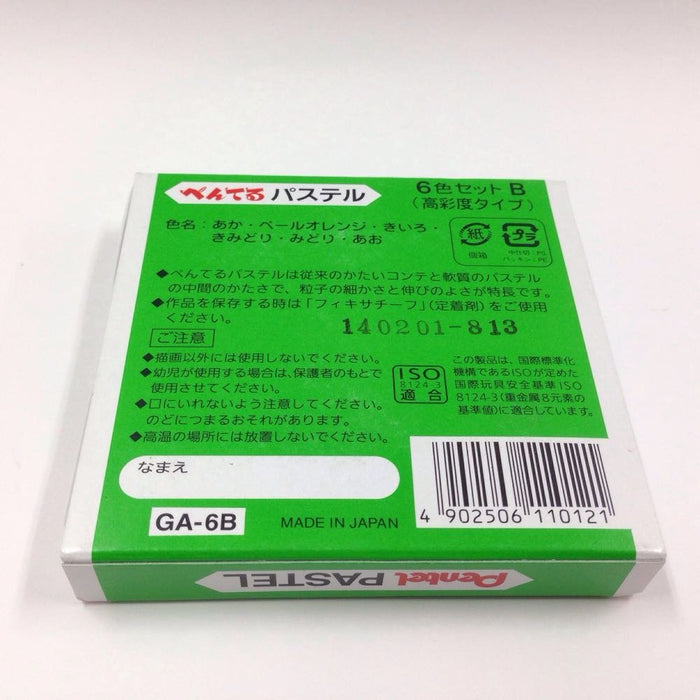 ぺんてる パステル
6色セット B
(高彩度タイプ)
色名：あか・ペールオレンジ・きいろ・
きみどり・みどり・あお
紙
個箱
プラ
中仕切：PS
パッキン：PE
◆ぺんてるパステルは従来のかたいコンテと軟質のパステル
の中間のかたさで、粒子の細かさと伸びのよさが特長です。
◆作品を保存する時は「フィキサチーフ」(定着剤)をご使用
ください。
140201-813
ご注意
◆描画以外には使用しないでください。
◆幼児が使用する場合は、保護者のもとで
使用させてください。
◆口にいれないよう注意してください。
のどにつまるおそれがあります。
◆高温の場所には放置しないでください。
ISO
8124-3
適合
この製品は、国際標準化
機構であるISOが定めた
国際玩具安全基準ISO
8124-3(重金属8元素の
基準値)に適合しています。
なまえ
GA-6B
MADE IN JAPAN
4 902506 110121
Pentel PASTEL